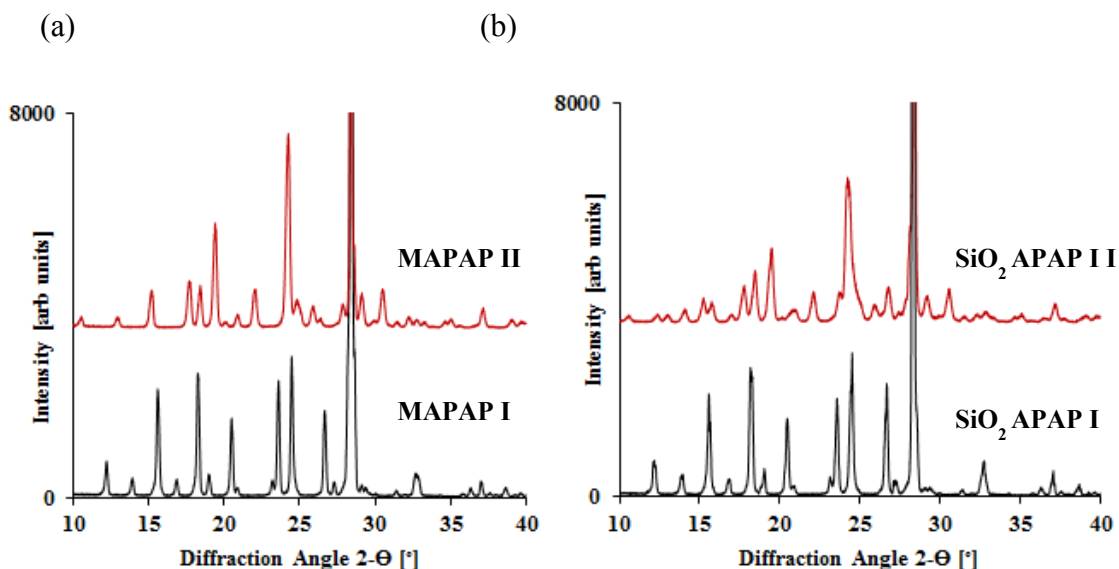 (a)
(b)
8000
MAPAP II
MAPAP I
Intensity [arb units]
0
10 15 20 25 30 35 40
Diffraction Angle 2-Ө [°]
8000
SiO2 APAP I I
SiO2 APAP I
Intensity [arb units]
0
10 15 20 25 30 35 40
Diffraction Angle 2-Ө [°]